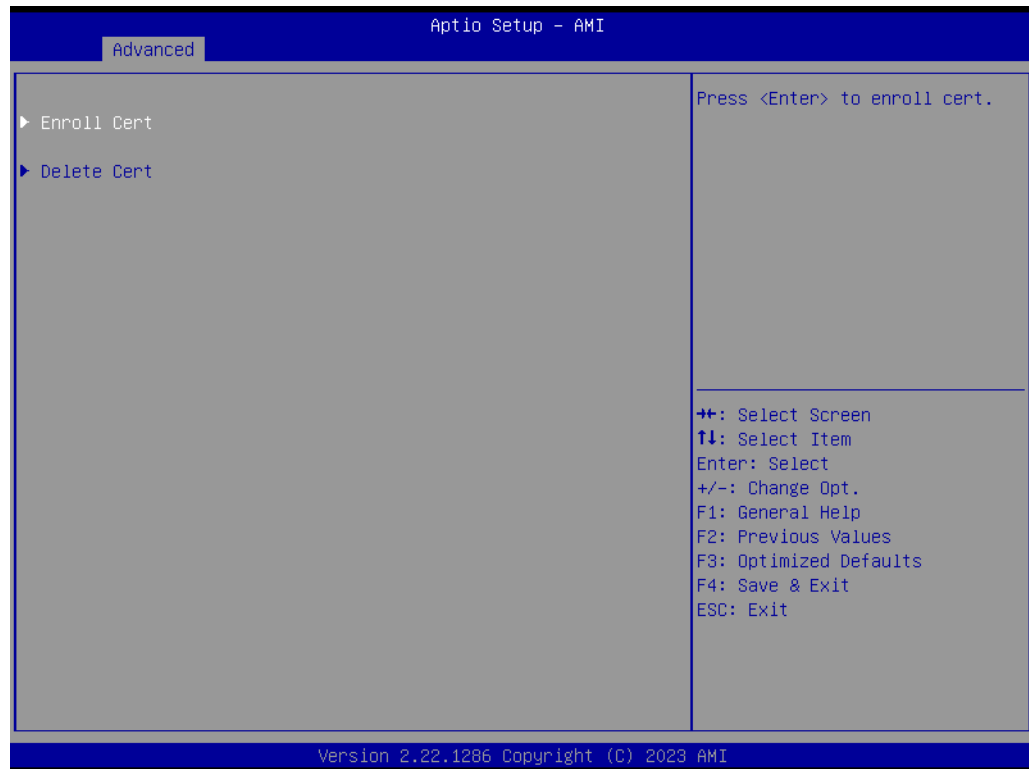 Aptio Setup – AMI
Advanced
▶ Enroll Cert
▶ Delete Cert
Press <Enter> to enroll cert.
→←: Select Screen
↑↓: Select Item
Enter: Select
+/-: Change Opt.
F1: General Help
F2: Previous Values
F3: Optimized Defaults
F4: Save & Exit
ESC: Exit
Version 2.22.1286 Copyright (C) 2023 AMI